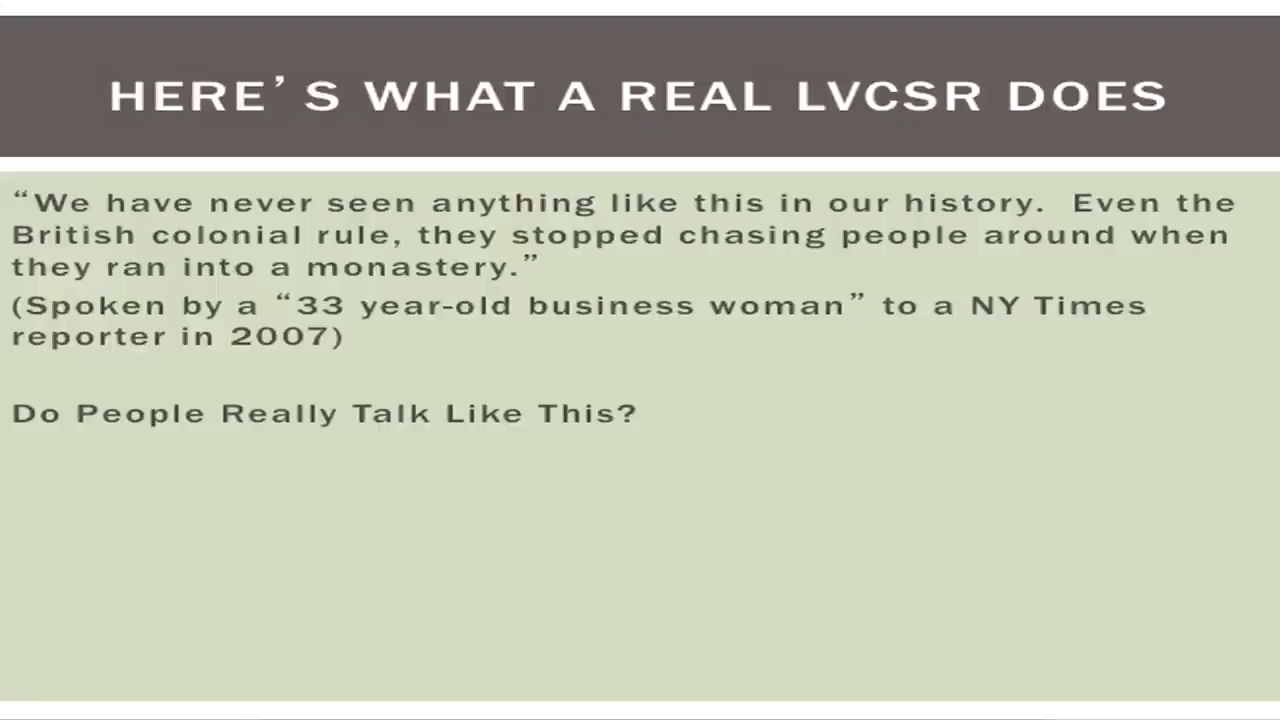 HERE’S WHAT A REAL LVCSR DOES
“We have never seen anything like this in our history.  Even the
British colonial rule, they stopped chasing people around when
they ran into a monastery.”
(Spoken by a “33 year-old business woman” to a NY Times
reporter in 2007)
Do People Really Talk Like This?